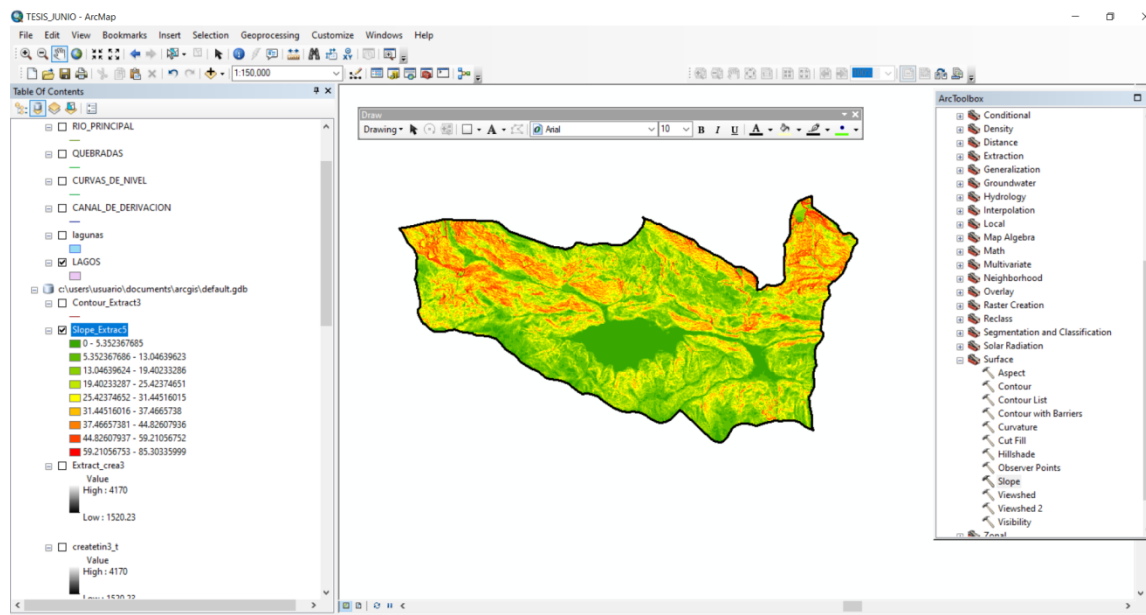 TESIS_JUNIO - ArcMap
File Edit View Bookmarks Insert Selection Geoprocessing Customize Windows Help
1:150,000
Table Of Contents
RIO_PRINCIPAL
QUEBRADAS
CURVAS_DE_NIVEL
CANAL_DE_DERIVACION
lagunas
LAGOS
c:\users\usuario\documents\arcgis\default.gdb
Contour_Extract3
Slope_Extrac5
0 - 5.352367685
5.352367686 - 13.04639623
13.04639624 - 19.40233286
19.40233287 - 25.42374651
25.42374652 - 31.44516015
31.44516016 - 37.4665738
37.46657381 - 44.82607936
44.82607937 - 59.21056752
59.21056753 - 85.30335999
Extract_crea3
Value
High : 4170
Low : 1520.23
createtin3_t
Value
High : 4170
Low : 1520.23
Draw
Drawing
A
Arial
10
B I U A
ArcToolbox
Conditional
Density
Distance
Extraction
Generalization
Groundwater
Hydrology
Interpolation
Local
Map Algebra
Math
Multivariate
Neighborhood
Overlay
Raster Creation
Reclass
Segmentation and Classification
Solar Radiation
Surface
Aspect
Contour
Contour List
Contour with Barriers
Curvature
Cut Fill
Hillshade
Observer Points
Slope
Viewshed
Viewshed 2
Visibility
Zonal